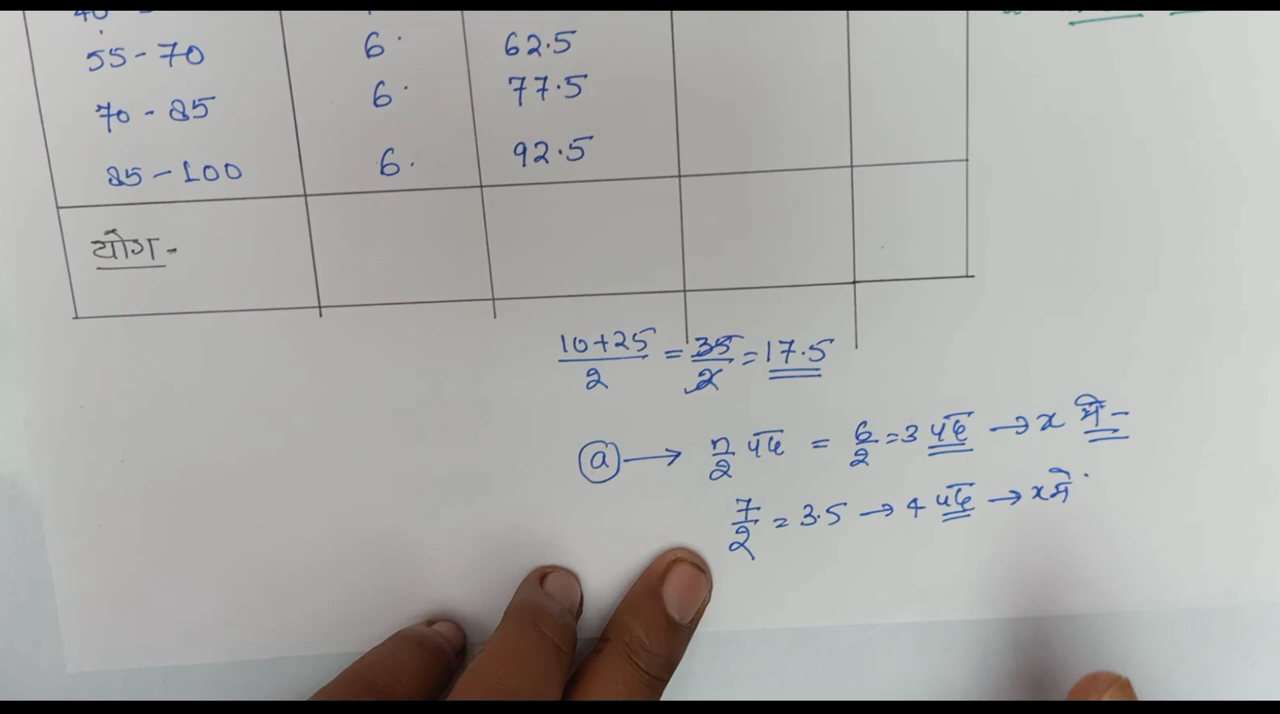 55-70 6. 62.5
70-85 6. 77.5
85-100 6. 92.5
योग-
10+25/2 = 35/2 = 17.5
a → n/2 पद = 6/2 = 3 पद → x में-
7/2 = 3.5 → 4 पद → x में